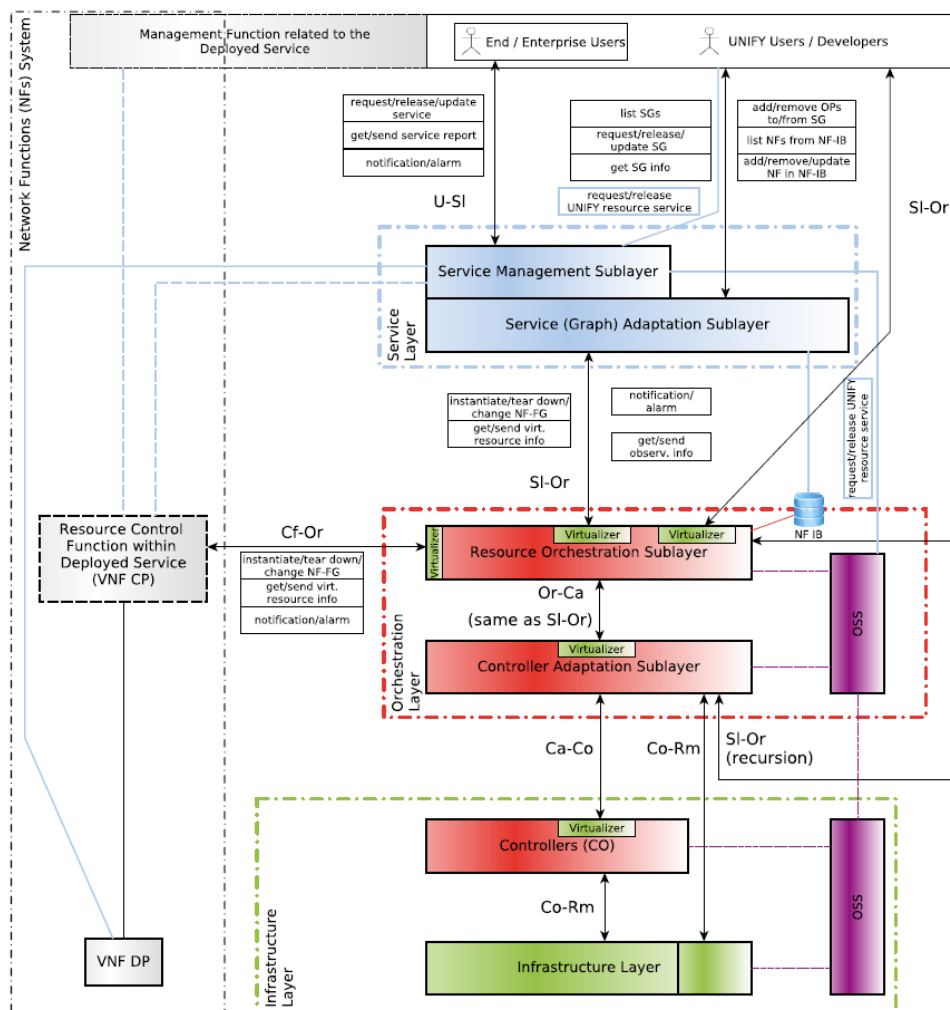 Network Functions (NFs) System
Management Function related to the
Deployed Service
End / Enterprise Users
UNIFY Users / Developers
request/release/update
service
get/send service report
notification/alarm
U-Sl
list SGs
request/release/
update SG
get SG info
request/release
UNIFY resource service
add/remove OPs
to/from SG
list NFs from NF-IB
add/remove/update
NF in NF-IB
Sl-Or
Service
Layer
Service Management Sublayer
Service (Graph) Adaptation Sublayer
instantiate/tear down/
change NF-FG
get/send virt.
resource info
notification/
alarm
get/send
observ. info
request/release UNIFY
resource service
Sl-Or
NF IB
Resource Control
Function within
Deployed Service
(VNF CP)
Cf-Or
instantiate/tear down/
change NF-FG
get/send virt.
resource info
notification/alarm
Orchestration
Layer
Virtualizer
Virtualizer
Virtualizer
Resource Orchestration Sublayer
Or-Ca
(same as Sl-Or)
Virtualizer
Controller Adaptation Sublayer
OSS
Ca-Co
Co-Rm
Sl-Or
(recursion)
Infrastructure
Layer
Virtualizer
Controllers (CO)
Co-Rm
Infrastructure Layer
OSS
VNF DP